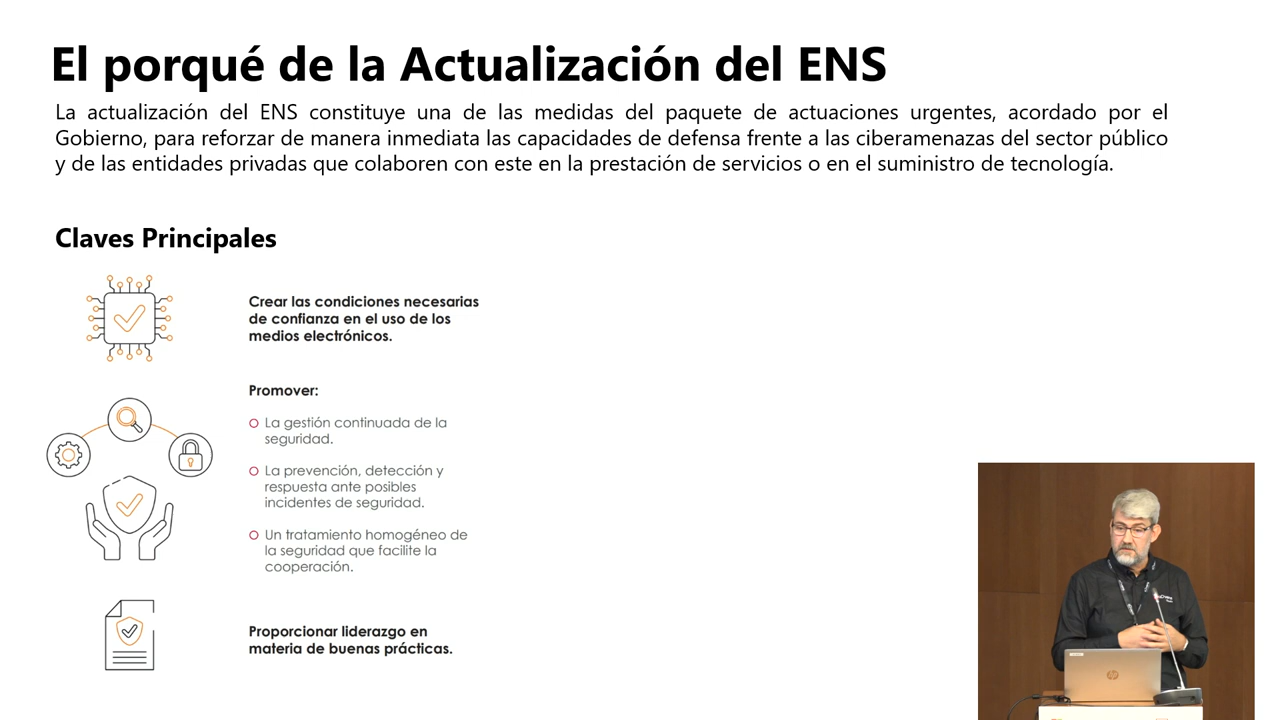 El porqué de la Actualización del ENS
La actualización del ENS constituye una de las medidas del paquete de actuaciones urgentes, acordado por el
Gobierno, para reforzar de manera inmediata las capacidades de defensa frente a las ciberamenazas del sector público
y de las entidades privadas que colaboren con este en la prestación de servicios o en el suministro de tecnología.
Claves Principales
Crear las condiciones necesarias
de confianza en el uso de los
medios electrónicos.
Promover:
La gestión continuada de la
seguridad.
La prevención, detección y
respuesta ante posibles
incidentes de seguridad.
Un tratamiento homogéneo de
la seguridad que facilite la
cooperación.
Proporcionar liderazgo en
materia de buenas prácticas.
hp